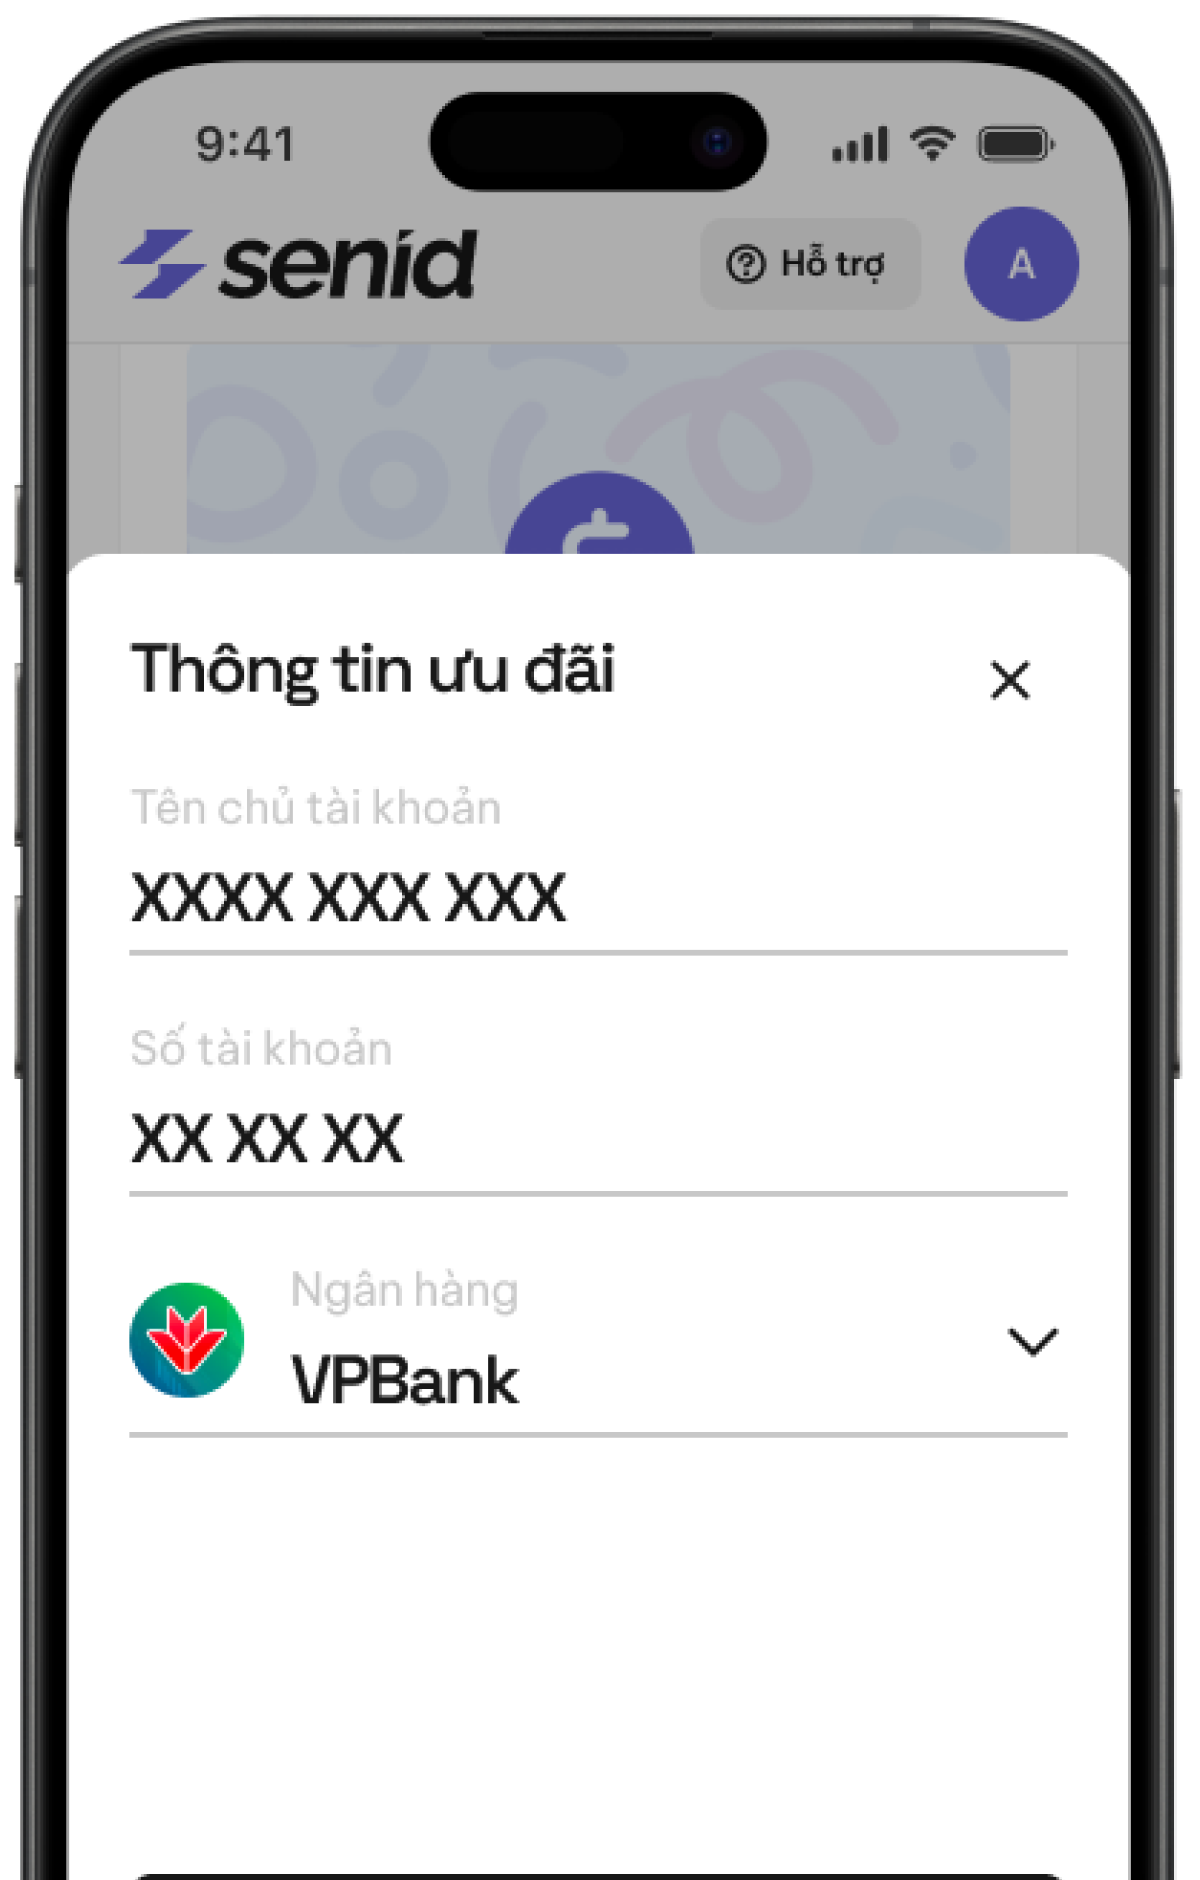 9:41
senid
Hỗ trợ
A
Thông tin ưu đãi
Tên chủ tài khoản
XXXX XXX XXX
Số tài khoản
XX XX XX
Ngân hàng
VPBank